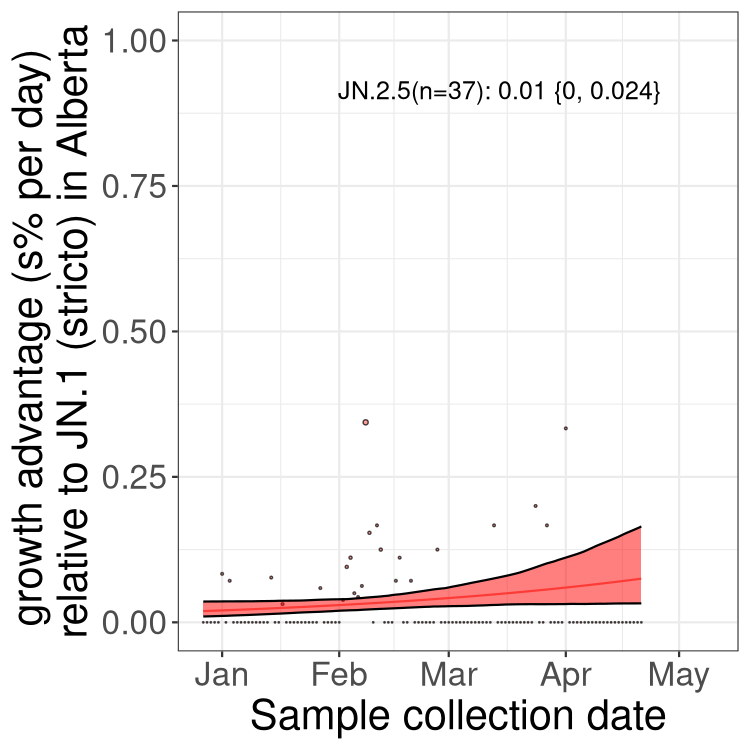 growth advantage (s% per day)
relative to JN.1 (stricto) in Alberta
1.00
0.75
0.50
0.25
0.00
JN.2.5(n=37): 0.01 {0, 0.024}
Jan Feb Mar Apr May
Sample collection date